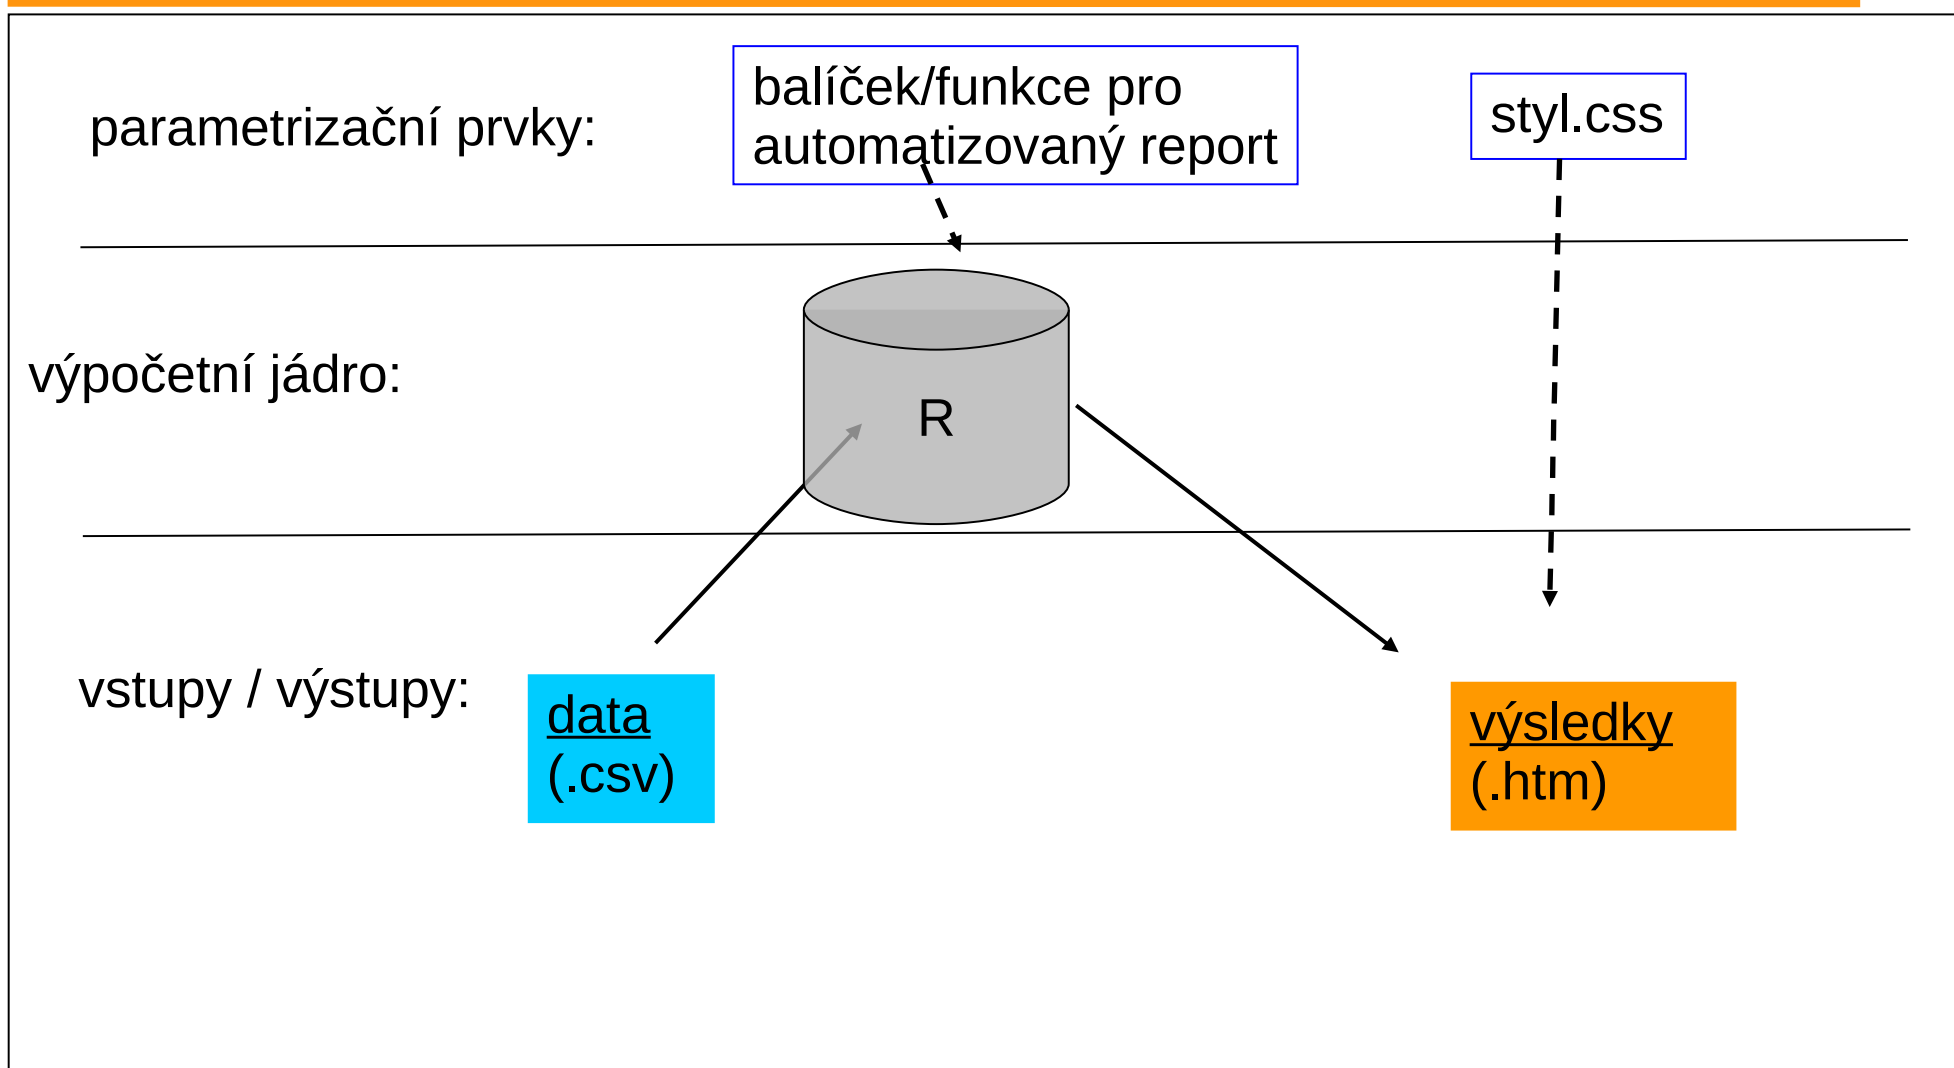 parametrizační prvky:
balíček/funkce pro
automatizovaný report
styl.css
výpočetní jádro:
R
vstupy / výstupy:
data
(.csv)
výsledky
(.htm)